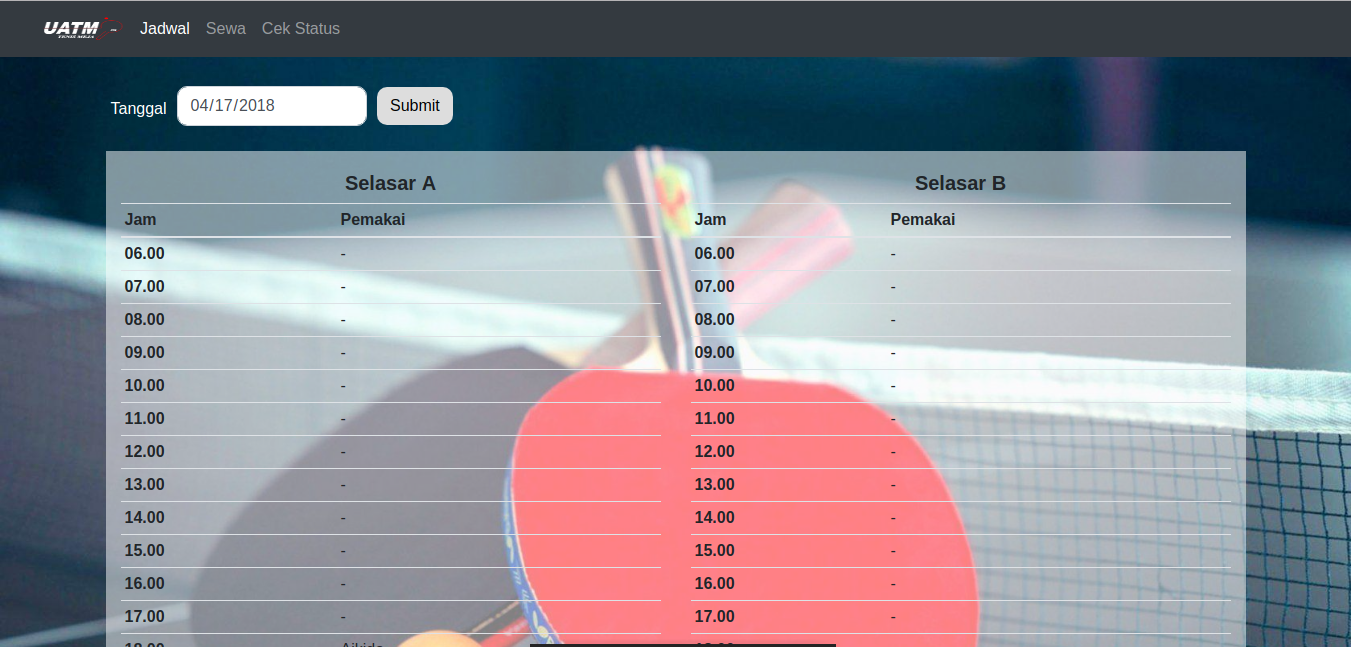 UATM Jadwal Sewa Cek Status
TENIS MEJA
Tanggal 04/17/2018 Submit
Selasar A Selasar B
Jam Pemakai Jam Pemakai
06.00 - 06.00 -
07.00 - 07.00 -
08.00 - 08.00 -
09.00 - 09.00 -
10.00 - 10.00 -
11.00 - 11.00 -
12.00 - 12.00 -
13.00 - 13.00 -
14.00 - 14.00 -
15.00 - 15.00 -
16.00 - 16.00 -
17.00 - 17.00 -